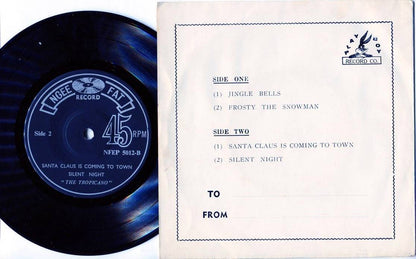 NGEE FAT
RECORD
Side 2
45 RPM
NFEP 5012-B
SANTA CLAUS IS COMING TO TOWN
SILENT NIGHT
"THE TROPICANO"
PLAY BOY
RECORD CO.
SIDE ONE
(1) JINGLE BELLS
(2) FROSTY THE SNOWMAN
SIDE TWO
(1) SANTA CLAUS IS COMING TO TOWN
(2) SILENT NIGHT
TO
FROM